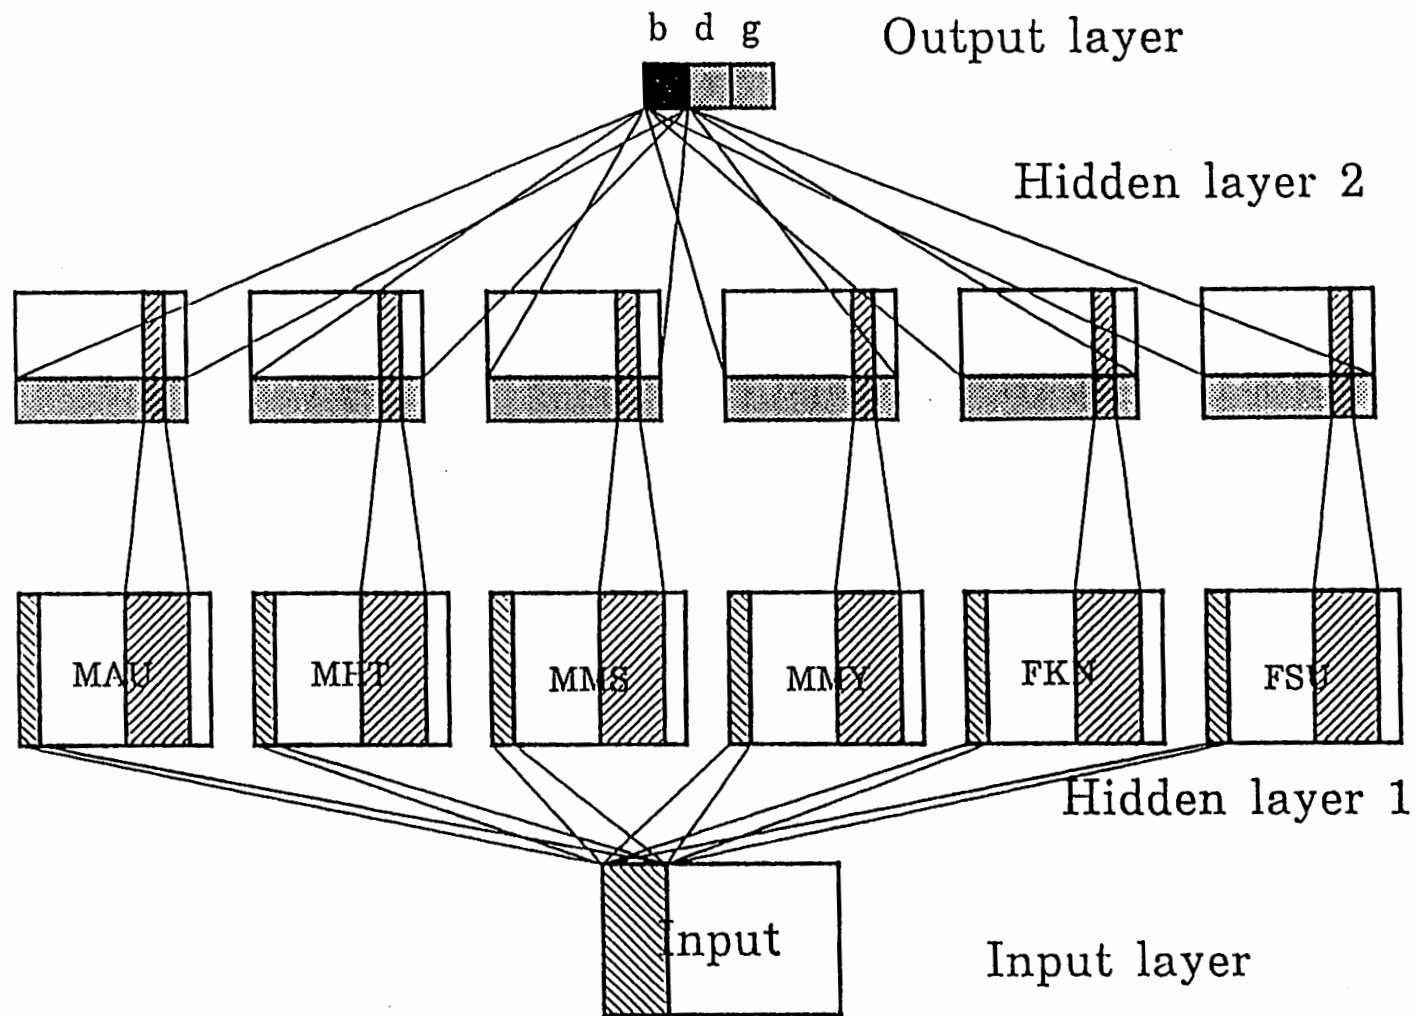 b d g
Output layer
Hidden layer 2
MAU MHT MMS MMY FKN FSU
Hidden layer 1
Input
Input layer